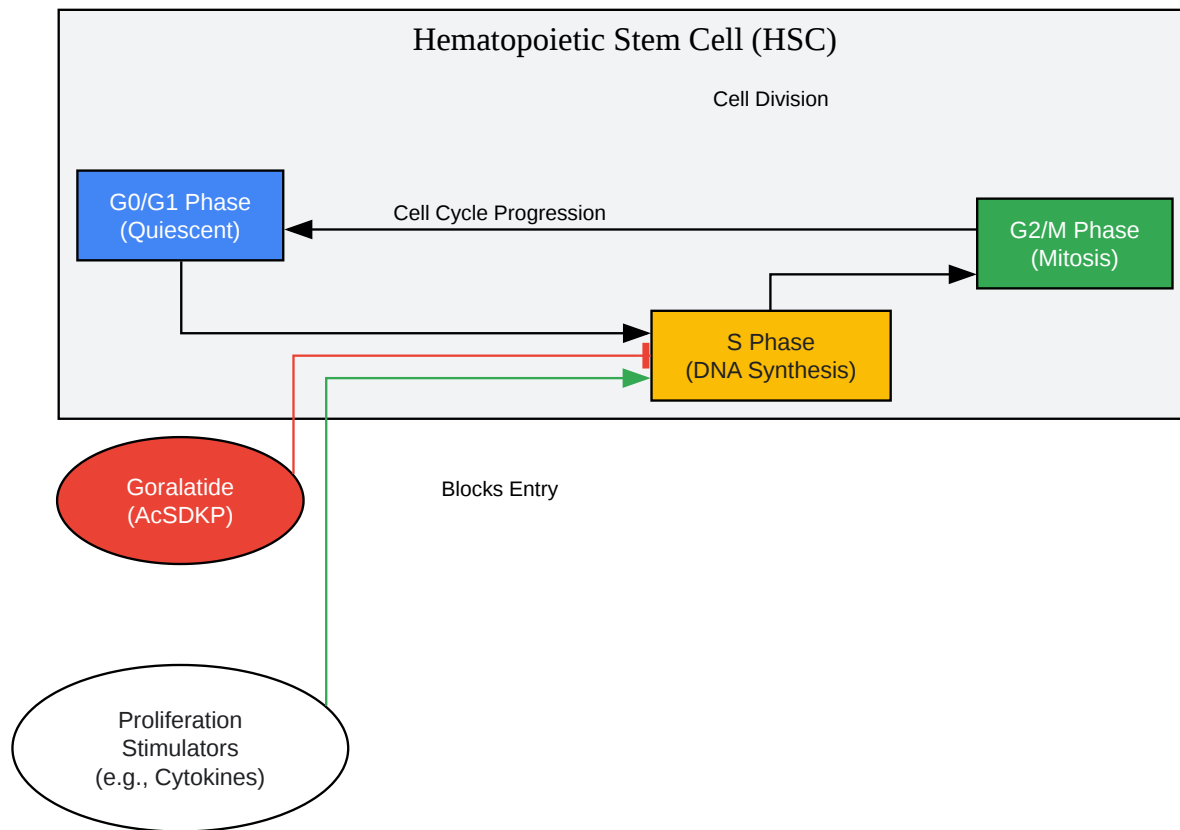 Hematopoietic Stem Cell (HSC)
Cell Division
G0/G1 Phase
(Quiescent)
Cell Cycle Progression
G2/M Phase
(Mitosis)
S Phase
(DNA Synthesis)
Goralatide
(AcSDKP)
Blocks Entry
Proliferation
Stimulators
(e.g., Cytokines)